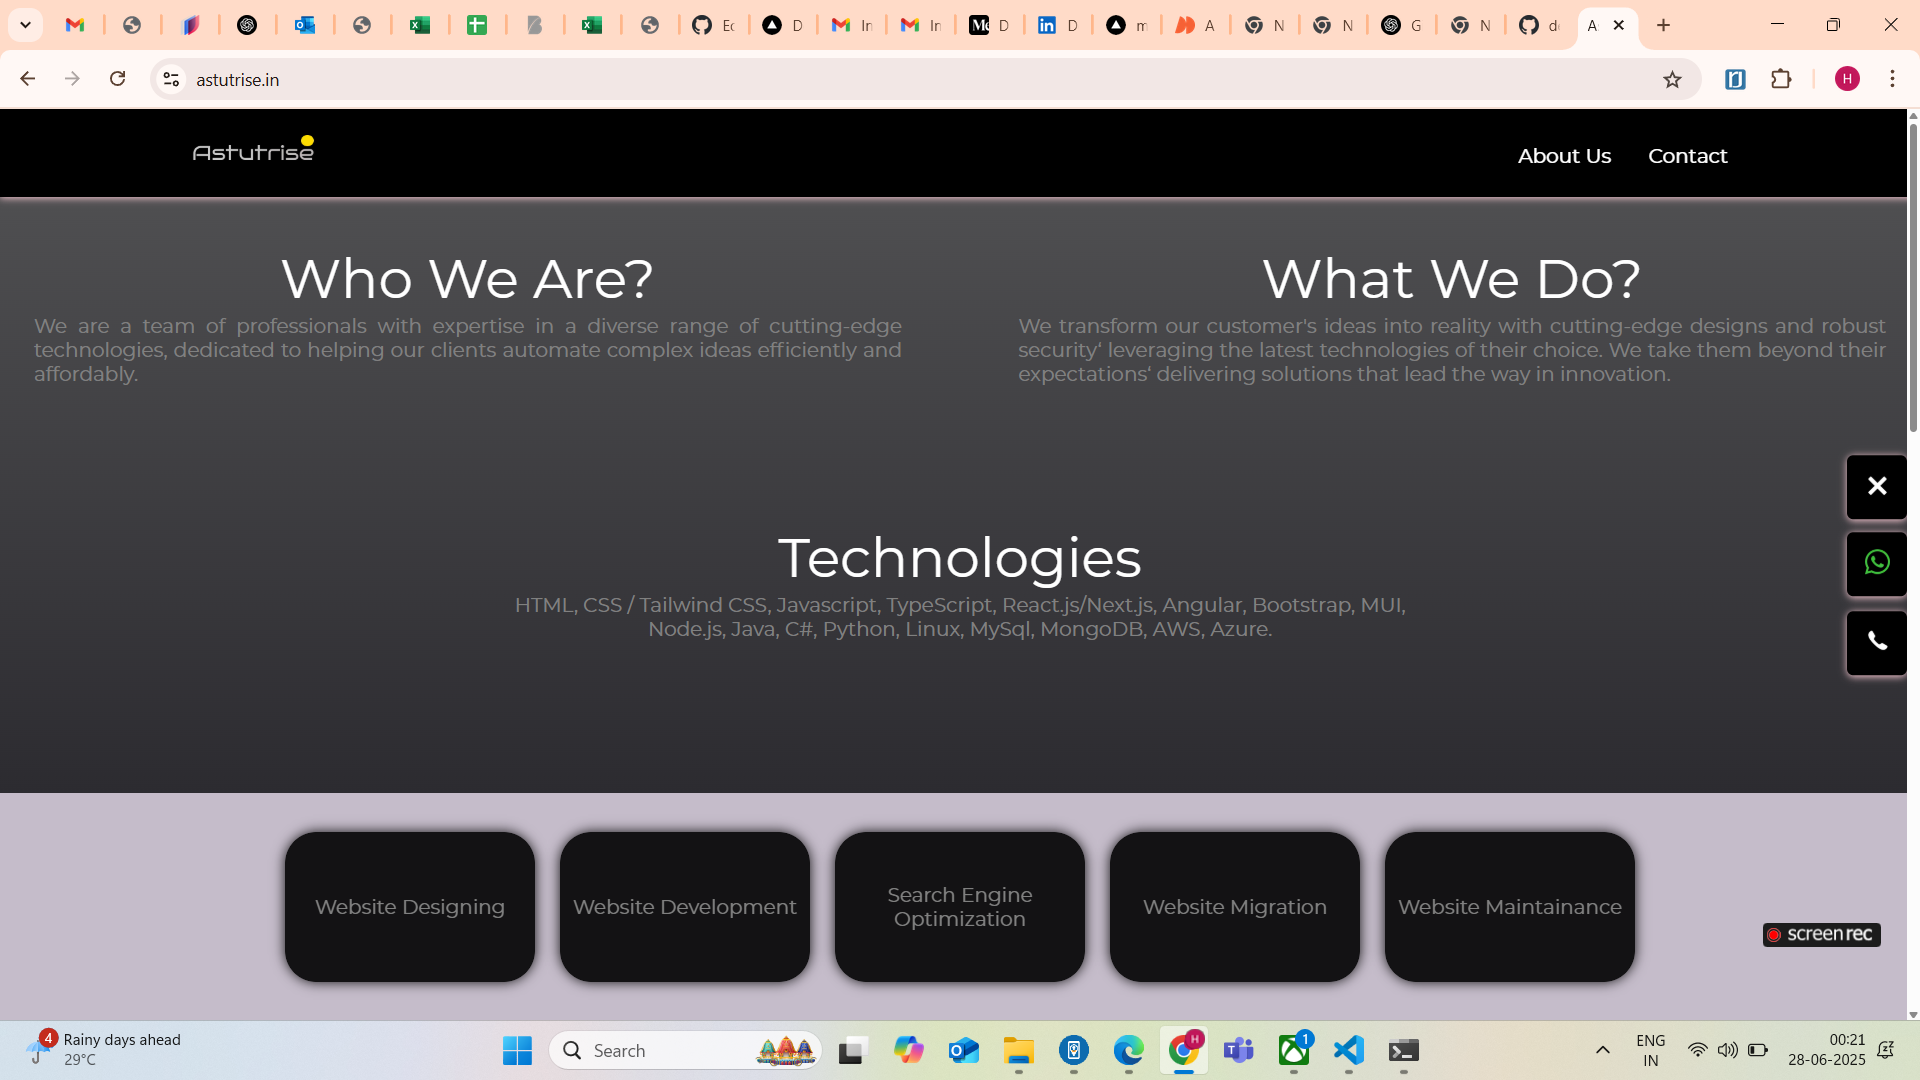 Ec
D
In
In
D
D
m
A
N
N
G
N
d
A
astutrise.in
H
Astutrise
About Us
Contact
Who We Are?
We are a team of professionals with expertise in a diverse range of cutting-edge
technologies, dedicated to helping our clients automate complex ideas efficiently and
affordably.
What We Do?
We transform our customer's ideas into reality with cutting-edge designs and robust
security‘ leveraging the latest technologies of their choice. We take them beyond their
expectations‘ delivering solutions that lead the way in innovation.
Technologies
HTML, CSS / Tailwind CSS, Javascript, TypeScript, React.js/Next.js, Angular, Bootstrap, MUI,
Node.js, Java, C#, Python, Linux, MySql, MongoDB, AWS, Azure.
Website Designing
Website Development
Search Engine
Optimization
Website Migration
Website Maintainance
screenrec
4
Rainy days ahead
29°C
Search
H
1
ENG
IN
00:21
28-06-2025